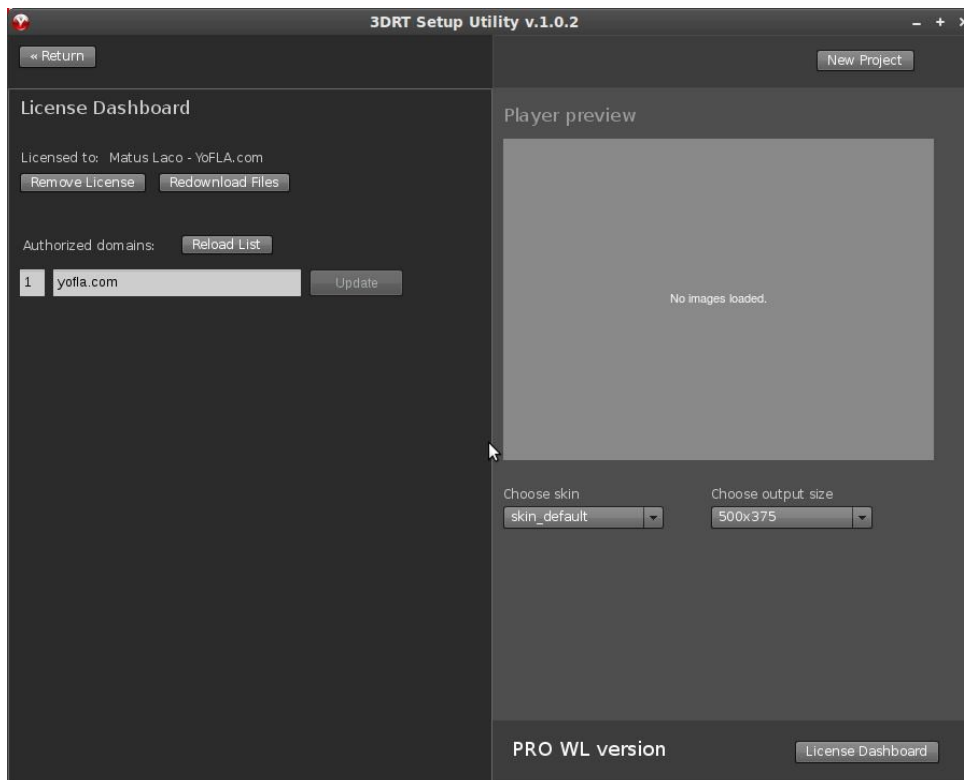 3DRT Setup Utility v.1.0.2
« Return
New Project
License Dashboard
Licensed to: Matus Laco - YoFLA.com
Remove License Redownload Files
Authorized domains: Reload List
1 yofla.com Update
Player preview
No images loaded.
Choose skin Choose output size
skin_default 500x375
PRO WL version License Dashboard